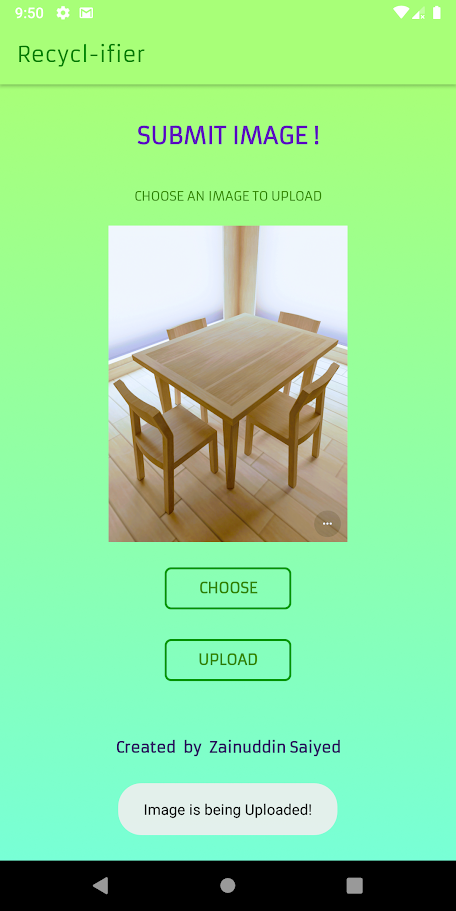 9:50
Recycl-ifier
SUBMIT IMAGE !
CHOOSE AN IMAGE TO UPLOAD
CHOOSE
UPLOAD
Created by Zainuddin Saiyed
Image is being Uploaded!